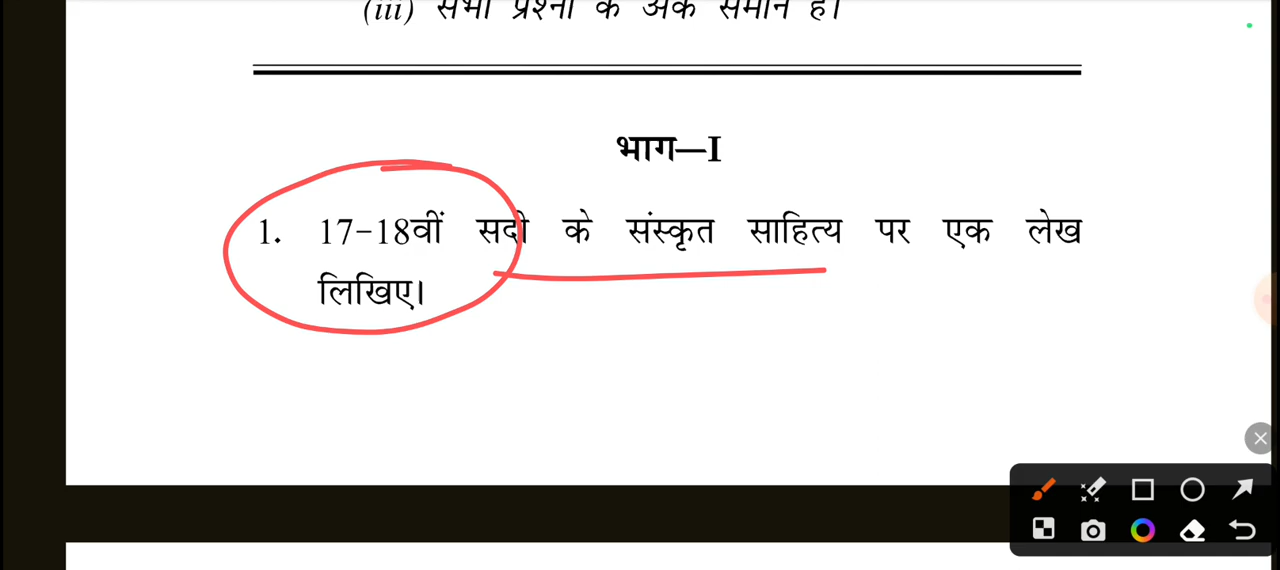 (iii) सभी प्रश्नों के अंक समान हैं।
भाग—I
1. 17-18वीं सदी के संस्कृत साहित्य पर एक लेख
लिखिए।